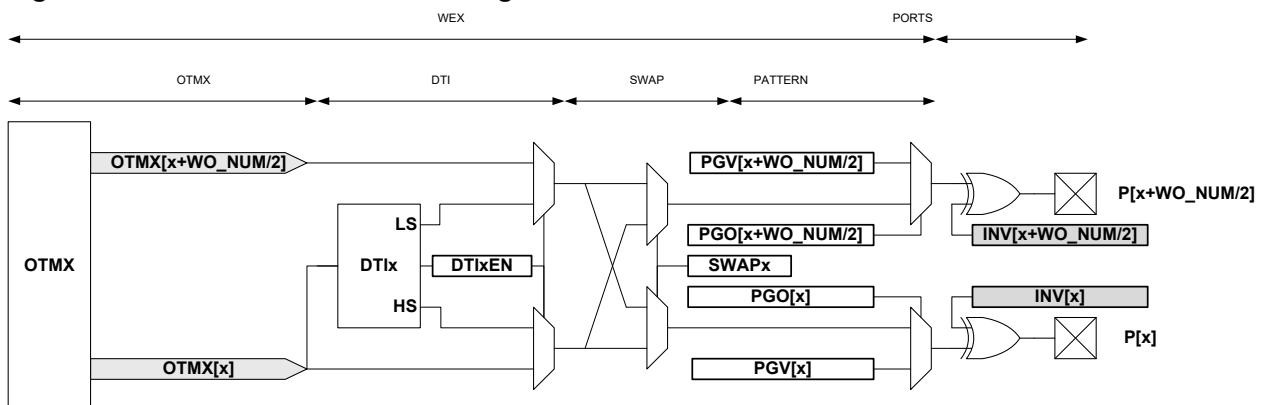 WEX PORTS
OTMX DTI SWAP PATTERN
OTMX[x+WO_NUM/2] PGV[x+WO_NUM/2]
P[x+WO_NUM/2]
LS
PGO[x+WO_NUM/2] INV[x+WO_NUM/2]
OTMX DTIx DTIxEN SWAPx
HS PGO[x] INV[x]
P[x]
OTMX[x] PGV[x]